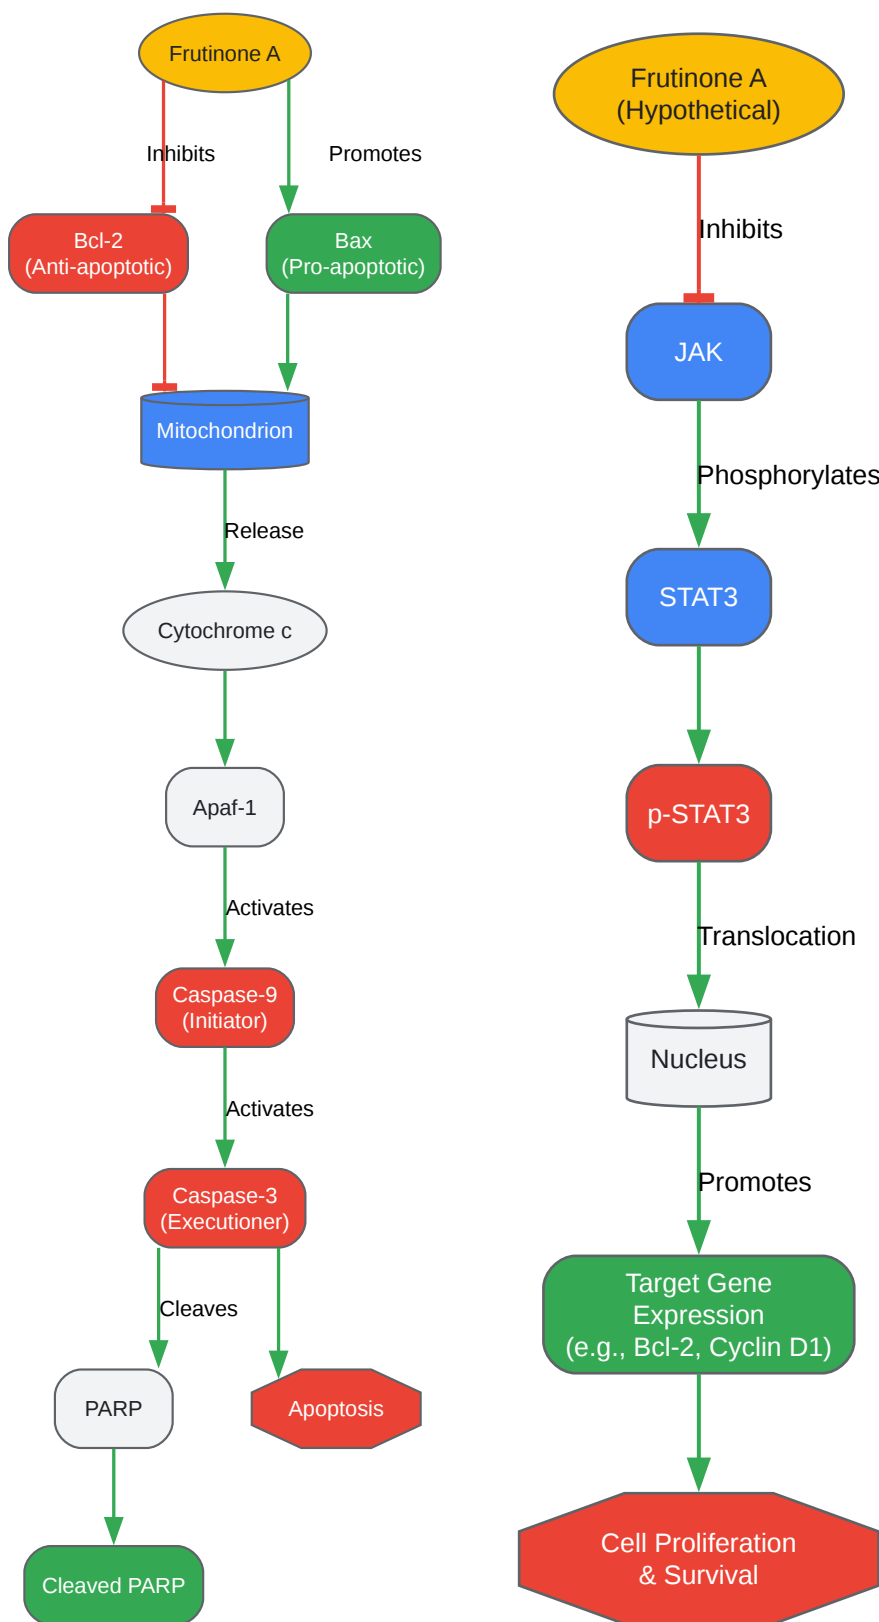 Frutinone A
Inhibits
Promotes
Bcl-2
(Anti-apoptotic)
Bax
(Pro-apoptotic)
Mitochondrion
Release
Cytochrome c
Apaf-1
Activates
Caspase-9
(Initiator)
Activates
Caspase-3
(Executioner)
Cleaves
PARP
Apoptosis
Cleaved PARP
Frutinone A
(Hypothetical)
Inhibits
JAK
Phosphorylates
STAT3
p-STAT3
Translocation
Nucleus
Promotes
Target Gene
Expression
(e.g., Bcl-2, Cyclin D1)
Cell Proliferation
& Survival